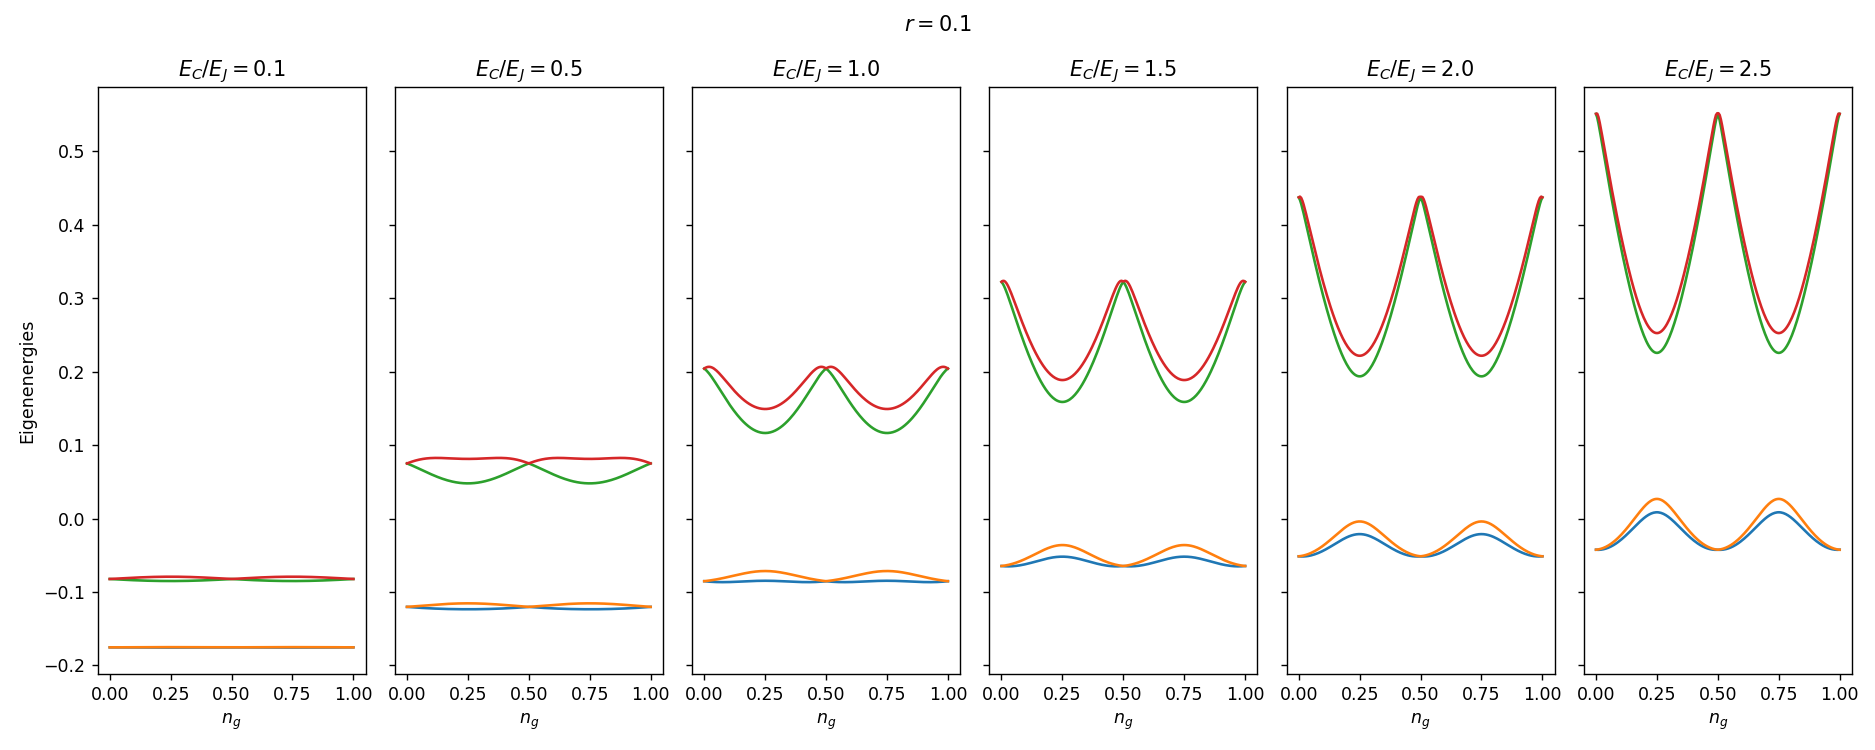 r = 0.1
E_C/E_J = 0.1
E_C/E_J = 0.5
E_C/E_J = 1.0
E_C/E_J = 1.5
E_C/E_J = 2.0
E_C/E_J = 2.5
Eigenenergies
0.5
0.4
0.3
0.2
0.1
0.0
−0.1
−0.2
0.00 0.25 0.50 0.75 1.00
0.00 0.25 0.50 0.75 1.00
0.00 0.25 0.50 0.75 1.00
0.00 0.25 0.50 0.75 1.00
0.00 0.25 0.50 0.75 1.00
0.00 0.25 0.50 0.75 1.00
n_g
n_g
n_g
n_g
n_g
n_g